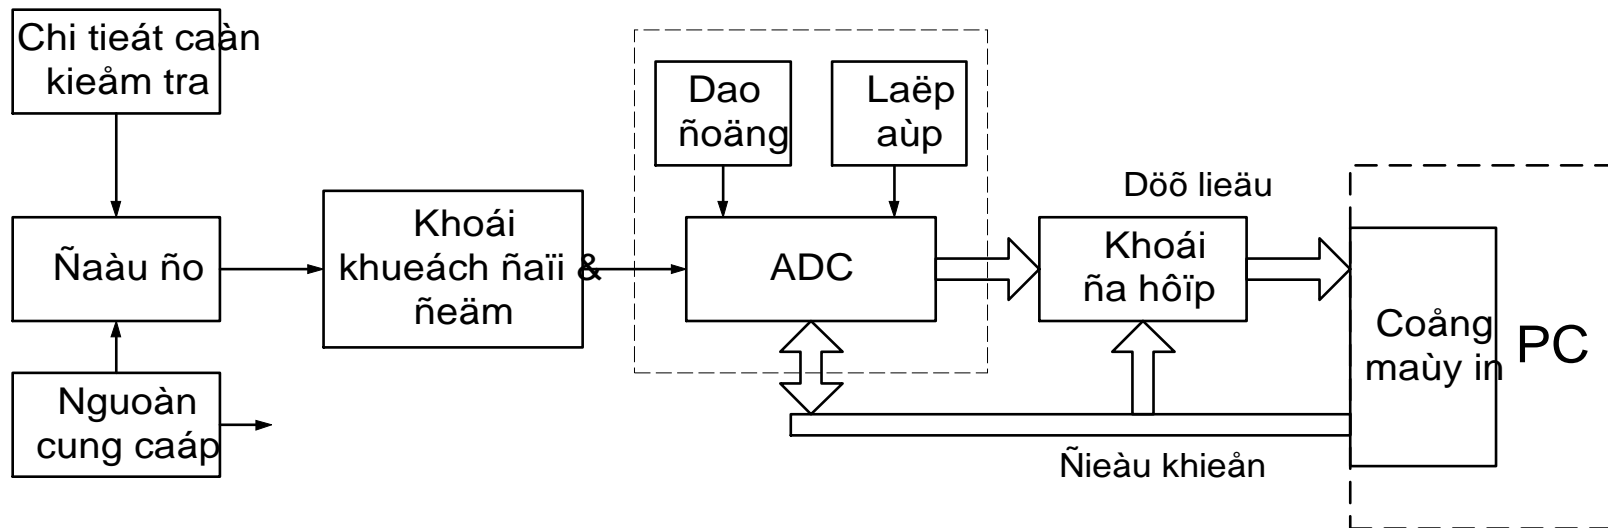 Chi tieát caàn
kieåm tra
Dao
ñoäng
Laëp
aùp
Döõ lieäu
Ñaàu ño
Khoái
khueách ñaïi &
ñeäm
ADC
Khoái
ña hôïp
Coång
maùy in
PC
Nguoàn
cung caáp
Ñieàu khieån